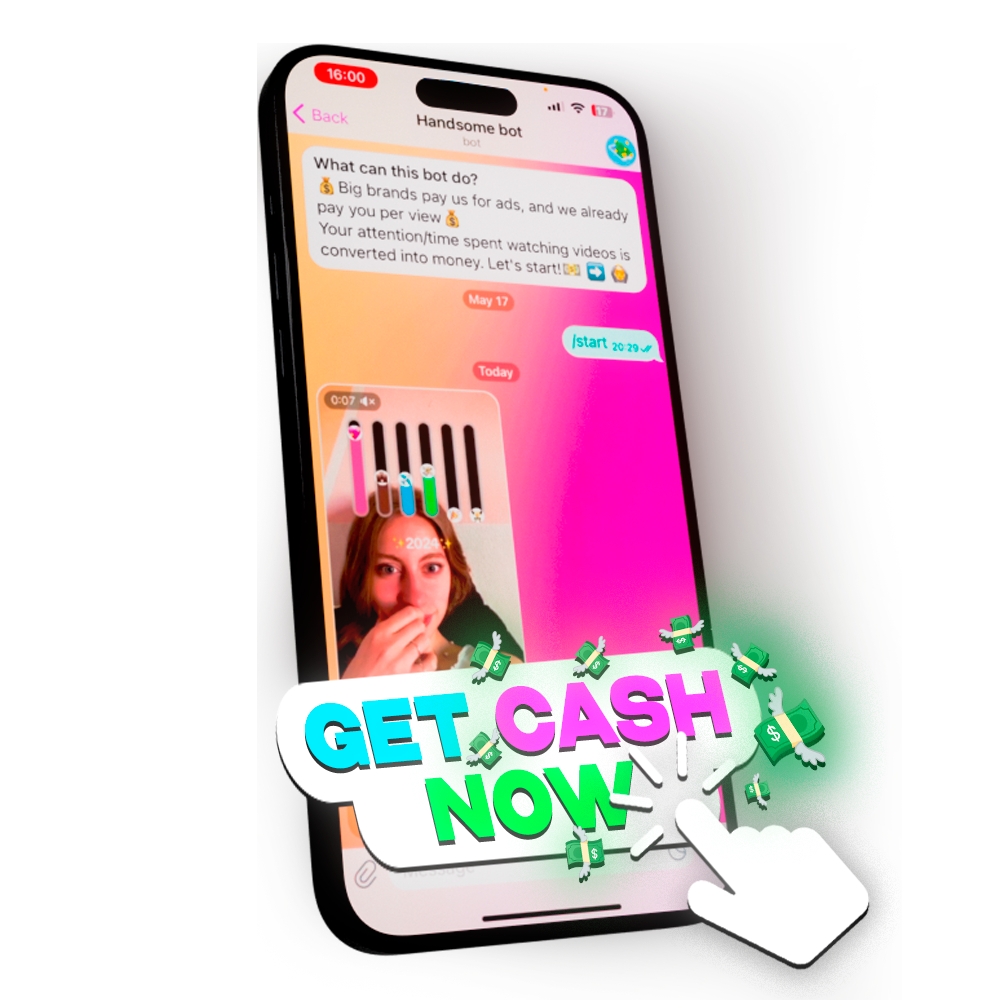 16:00
17
Back
Handsome bot
bot
What can this bot do?
💰Big brands pay us for ads, and we already
pay you per view💰
Your attention/time spent watching videos is
converted into money. Let's start!💴➡️
May 17
/start 20:29
Today
0:07
✨2024✨
GET CASH
NOW
Message